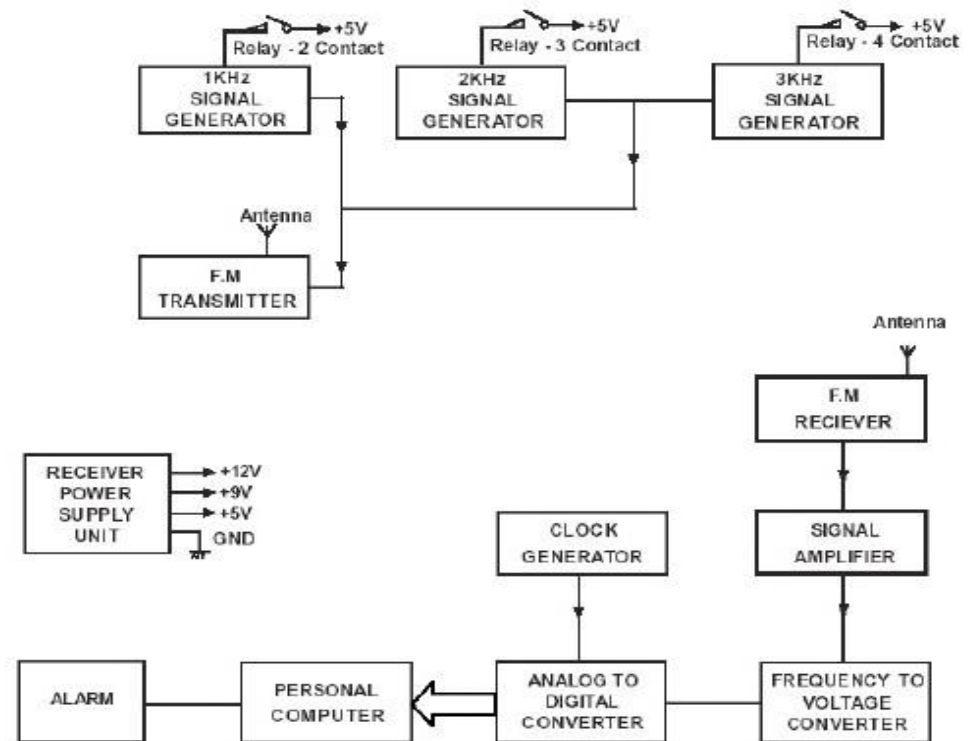 +5V
Relay - 2 Contact
1KHz
SIGNAL
GENERATOR
+5V
Relay - 3 Contact
2KHz
SIGNAL
GENERATOR
+5V
Relay - 4 Contact
3KHz
SIGNAL
GENERATOR
Antenna
F.M
TRANSMITTER
Antenna
F.M
RECIEVER
RECEIVER
POWER
SUPPLY
UNIT
+12V
+9V
+5V
GND
CLOCK
GENERATOR
SIGNAL
AMPLIFIER
ALARM
PERSONAL
COMPUTER
ANALOG TO
DIGITAL
CONVERTER
FREQUENCY TO
VOLTAGE
CONVERTER